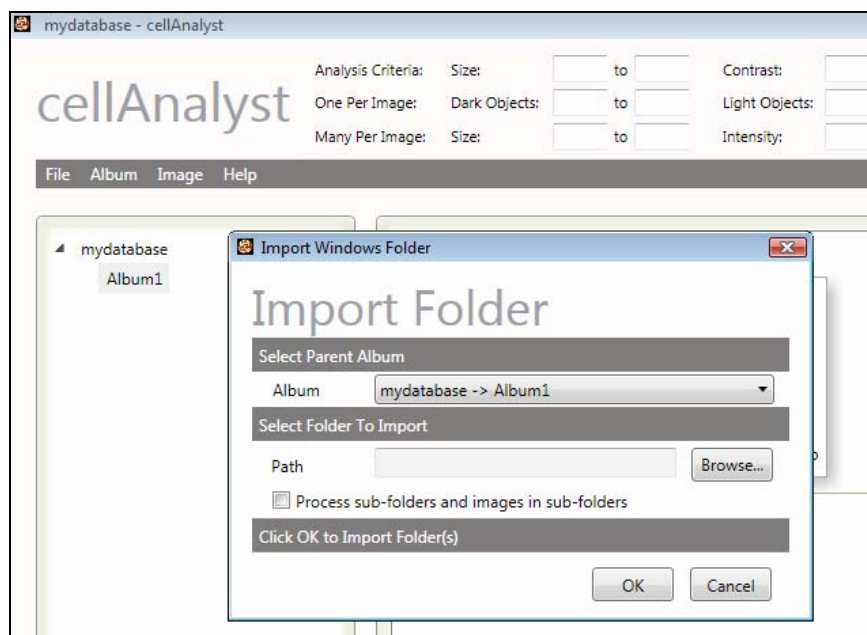 mydatabase - cellAnalyst
cellAnalyst
Analysis Criteria: Size: to Contrast:
One Per Image: Dark Objects: to Light Objects:
Many Per Image: Size: to Intensity:
File Album Image Help
mydatabase
Album1
Import Windows Folder
Import Folder
Select Parent Album
Album mydatabase -> Album1
Select Folder To Import
Path Browse...
Process sub-folders and images in sub-folders
Click OK to Import Folder(s)
OK Cancel